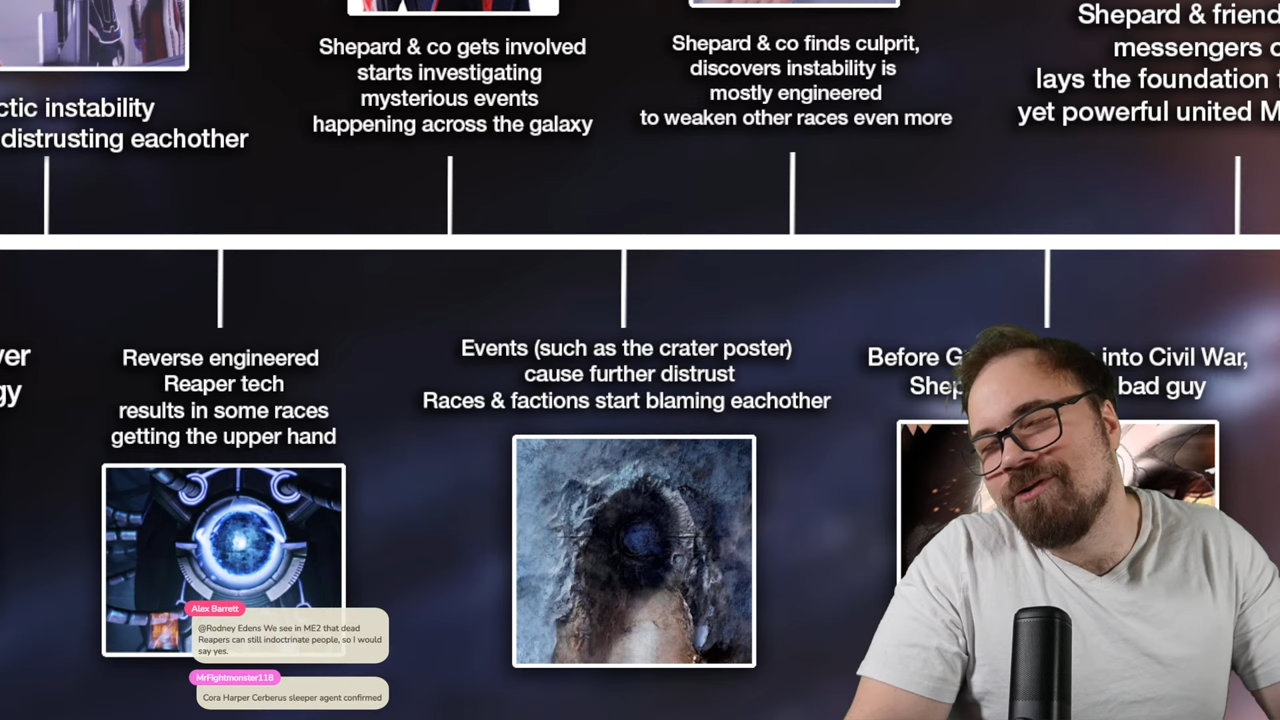 ctic instability
distrusting eachother
Shepard & co gets involved
starts investigating
mysterious events
happening across the galaxy
Shepard & co finds culprit,
discovers instability is
mostly engineered
to weaken other races even more
Shepard & friend
messengers o
lays the foundation
yet powerful united M
ver
gy
Reverse engineered
Reaper tech
results in some races
getting the upper hand
Events (such as the crater poster)
cause further distrust
Races & factions start blaming eachother
Before G into Civil War,
Shep bad guy
Alex Barrett
@Rodney Edens We see in ME2 that dead
Reapers can still indoctrinate people, so I would
say yes.
MrFightmonster118
Cora Harper Cerberus sleeper agent confirmed